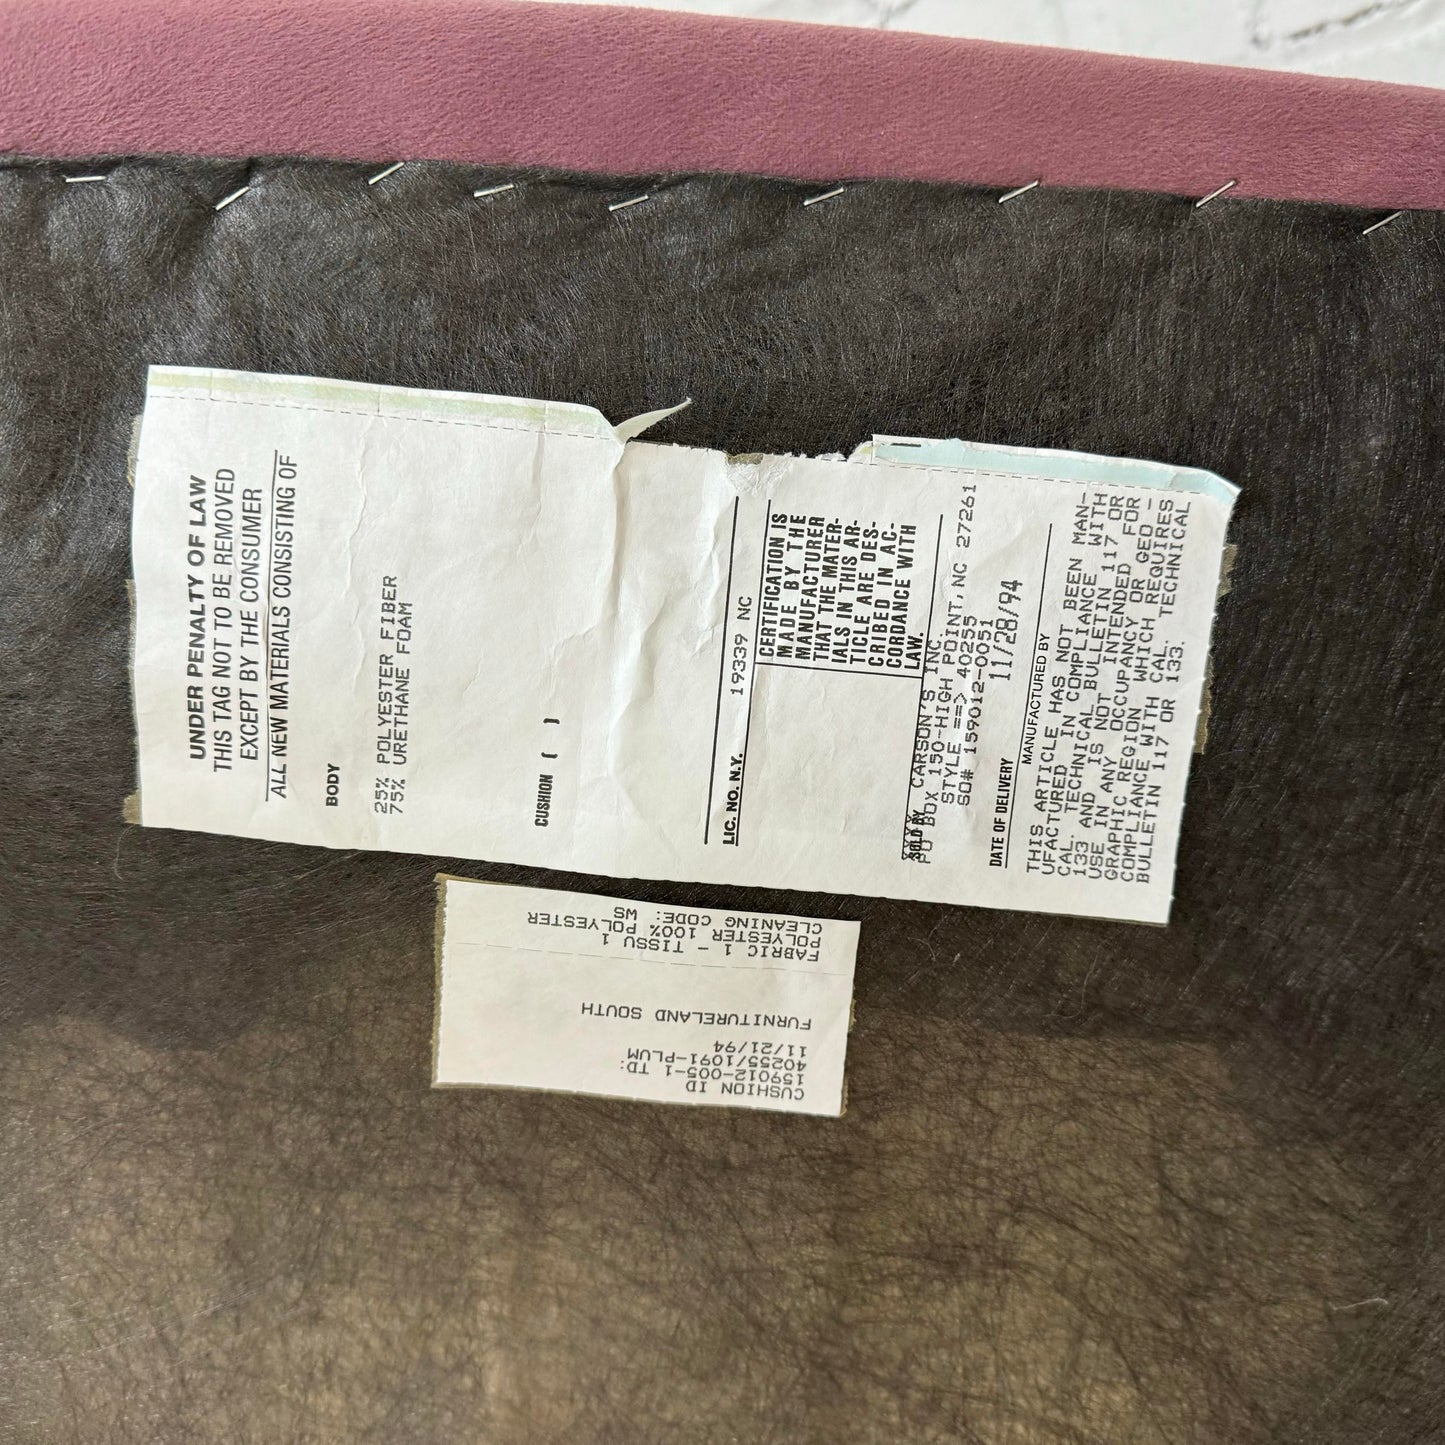 UNDER PENALTY OF LAW
THIS TAG NOT TO BE REMOVED
EXCEPT BY THE CONSUMER
ALL NEW MATERIALS CONSISTING OF
BODY
25% POLYESTER FIBER
75% URETHANE FOAM
CUSHION ( )
LIC. NO. N.Y. 19339 NC
CERTIFICATION IS
MADE BY THE
MANUFACTURER
THAT THE MATER-
IALS IN THIS AR-
TICLE ARE DES-
CRIBED IN AC-
CORDANCE WITH
LAW.
SOLD BY CARSON'S INC.
PO BOX 150-HIGH POINT, NC 27261
STYLE ==> 40255
SO# 159012-0051
DATE OF DELIVERY 11/28/94
MANUFACTURED BY
THIS ARTICLE HAS NOT BEEN MAN-
UFACTURED IN COMPLIANCE WITH
CAL. TECHNICAL BULLETIN 117 OR
133 AND IS NOT INTENDED FOR
USE IN ANY OCCUPANCY OR GEO-
GRAPHIC REGION WHICH REQUIRES
COMPLIANCE WITH CAL. TECHNICAL
BULLETIN 117 OR 133.
CUSHION ID
159012-005-1 TD:
40255/1091-PLUM
11/21/94
FURNITURELAND SOUTH
FABRIC 1 - TISSU 1
POLYESTER 100% POLYESTER
CLEANING CODE: WS